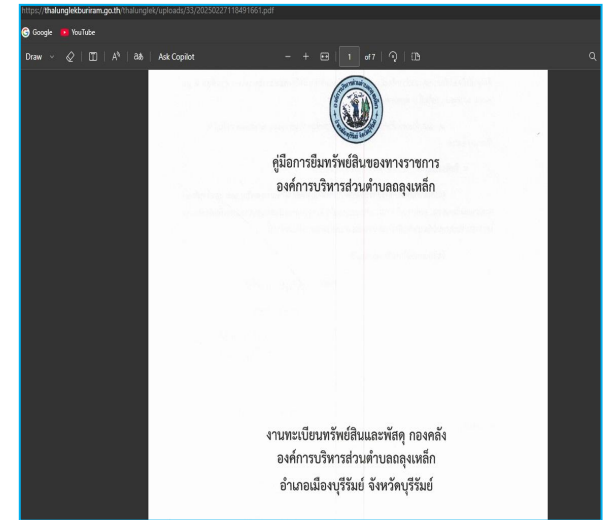 https://thalunglekburiram.go.th/thalunglek/uploads/33/20250227118491661.pdf
Google YouTube
Draw Ask Copilot 1 of 7
คู่มือการยืมทรัพย์สินของทางราชการ
องค์การบริหารส่วนตำบลถลุงเหล็ก
งานทะเบียนทรัพย์สินและพัสดุ กองคลัง
องค์การบริหารส่วนตำบลถลุงเหล็ก
อำเภอเมืองบุรีรัมย์ จังหวัดบุรีรัมย์